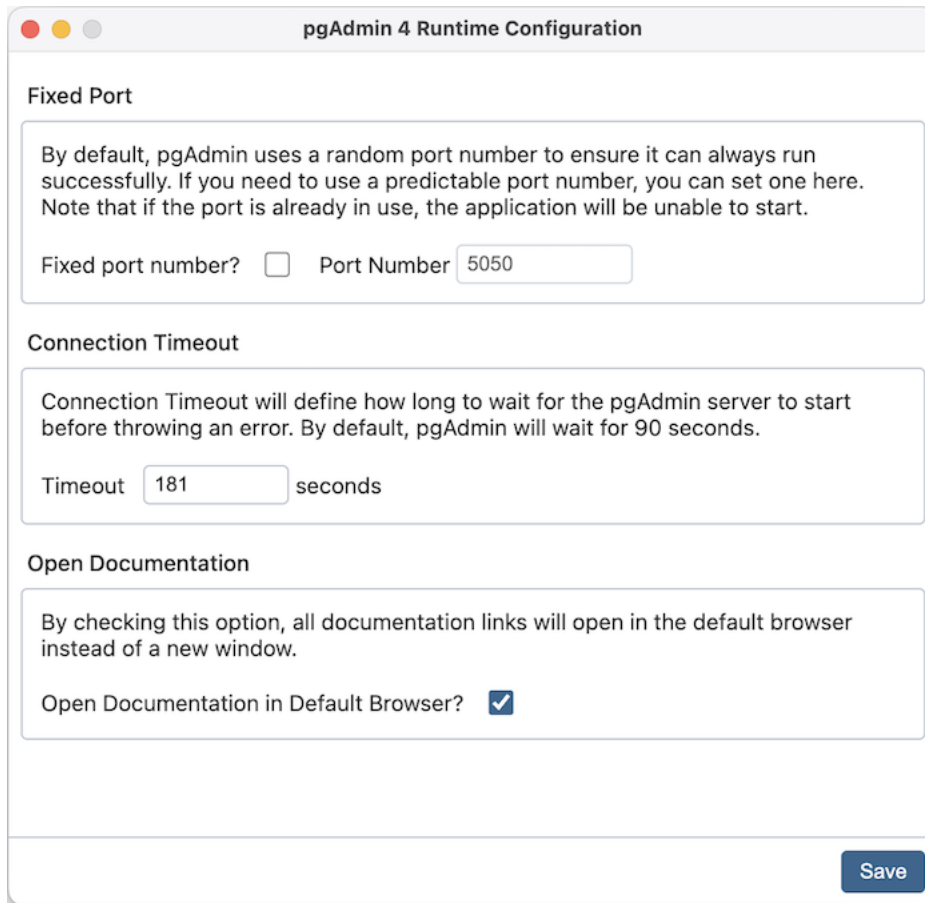 pgAdmin 4 Runtime Configuration
Fixed Port
By default, pgAdmin uses a random port number to ensure it can always run
successfully. If you need to use a predictable port number, you can set one here.
Note that if the port is already in use, the application will be unable to start.
Fixed port number? Port Number 5050
Connection Timeout
Connection Timeout will define how long to wait for the pgAdmin server to start
before throwing an error. By default, pgAdmin will wait for 90 seconds.
Timeout 181 seconds
Open Documentation
By checking this option, all documentation links will open in the default browser
instead of a new window.
Open Documentation in Default Browser?
Save